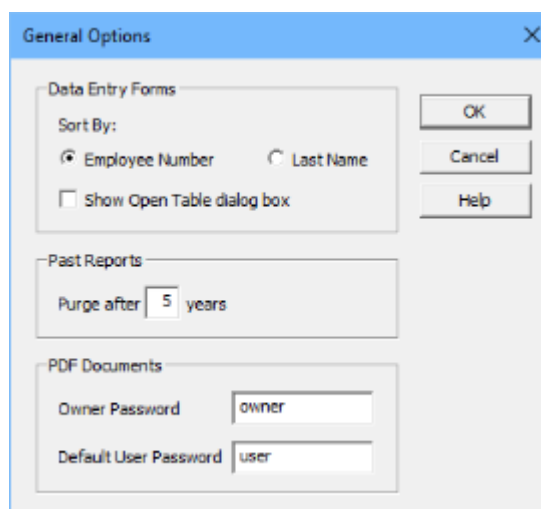 General Options
Data Entry Forms
Sort By:
Employee Number Last Name
Show Open Table dialog box
OK
Cancel
Help
Past Reports
Purge after 5 years
PDF Documents
Owner Password owner
Default User Password user